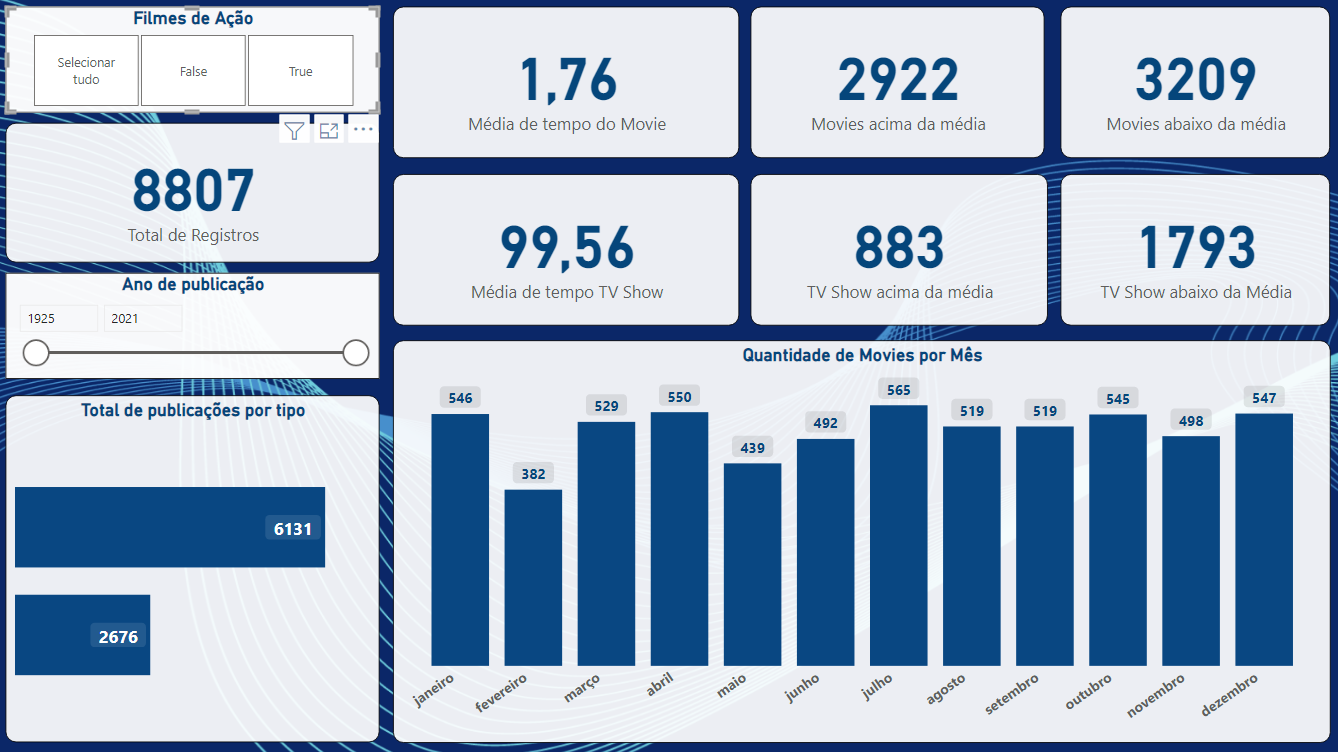 Filmes de Ação
Selecionar
tudo
False
True
8807
Total de Registros
Ano de publicação
1925
2021
Total de publicações por tipo
6131
2676
1,76
Média de tempo do Movie
2922
Movies acima da média
3209
Movies abaixo da média
99,56
Média de tempo TV Show
883
TV Show acima da média
1793
TV Show abaixo da Média
Quantidade de Movies por Mês
546
382
529
550
439
492
565
519
519
545
498
547
janeiro
fevereiro
março
abril
maio
junho
julho
agosto
setembro
outubro
novembro
dezembro